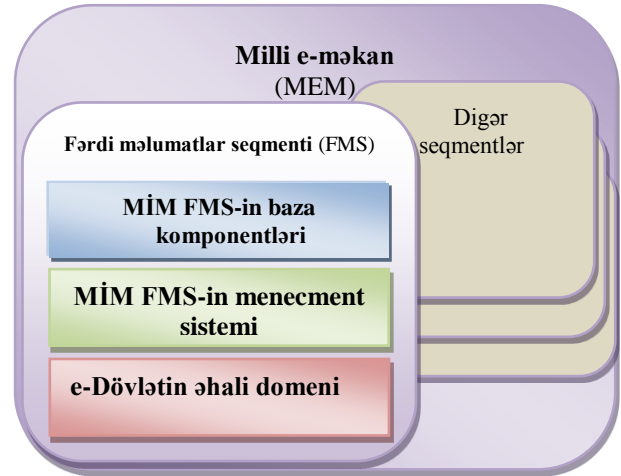 Milli e-məkan
(MEM)
Digər
seqmentlər
Fərdi məlumatlar seqmenti (FMS)
MİM FMS-in baza
komponentləri
MİM FMS-in menecment
sistemi
e-Dövlətin əhali domeni